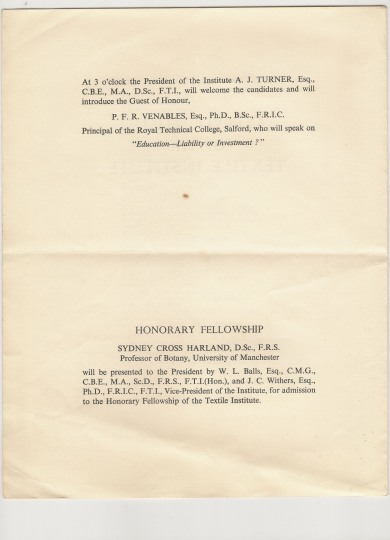 At 3 o'clock the President of the Institute A. J. TURNER, Esq.,
C.B.E., M.A., D.Sc., F.T.I., will welcome the candidates and will
introduce the Guest of Honour,
P. F. R. VENABLES, Esq., Ph.D., B.Sc., F.R.I.C.
Principal of the Royal Technical College, Salford, who will speak on
"Education—Liability or Investment ?"
HONORARY FELLOWSHIP
SYDNEY CROSS HARLAND, D.Sc., F.R.S.
Professor of Botany, University of Manchester
will be presented to the President by W. L. Balls, Esq., C.M.G.,
C.B.E., M.A., Sc.D., F.R.S., F.T.I.(Hon.), and J. C. Withers, Esq.,
Ph.D., F.R.I.C., F.T.I., Vice-President of the Institute, for admission
to the Honorary Fellowship of the Textile Institute.